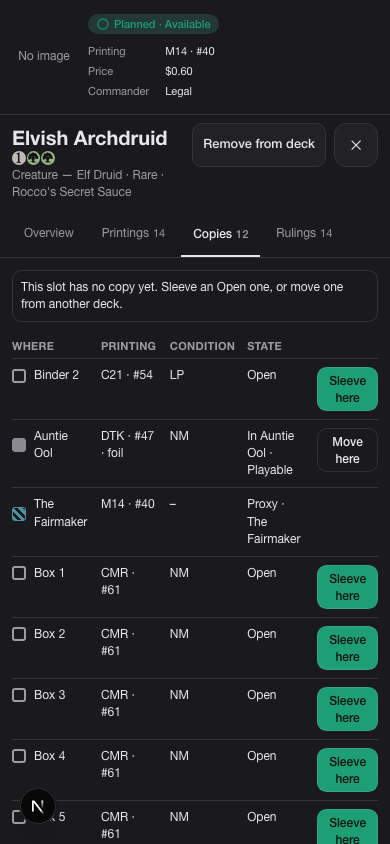 No image
Planned · Available
Printing M14 · #40
Price $0.60
Commander Legal
Elvish Archdruid
1
Creature — Elf Druid · Rare ·
Rocco's Secret Sauce
Remove from deck
×
Overview Printings 14 Copies 12 Rulings 14
This slot has no copy yet. Sleeve an Open one, or move one
from another deck.
WHERE PRINTING CONDITION STATE
Binder 2 C21 · #54 LP Open Sleeve
here
Auntie DTK · #47 NM In Auntie Move
Ool · foil Ool · here
Playable
The M14 · #40 – Proxy ·
Fairmaker The
Fairmaker
Box 1 CMR · NM Open Sleeve
#61 here
Box 2 CMR · NM Open Sleeve
#61 here
Box 3 CMR · NM Open Sleeve
#61 here
Box 4 CMR · NM Open Sleeve
#61 here
N
5 CMR · NM Open Sleeve
#61 here